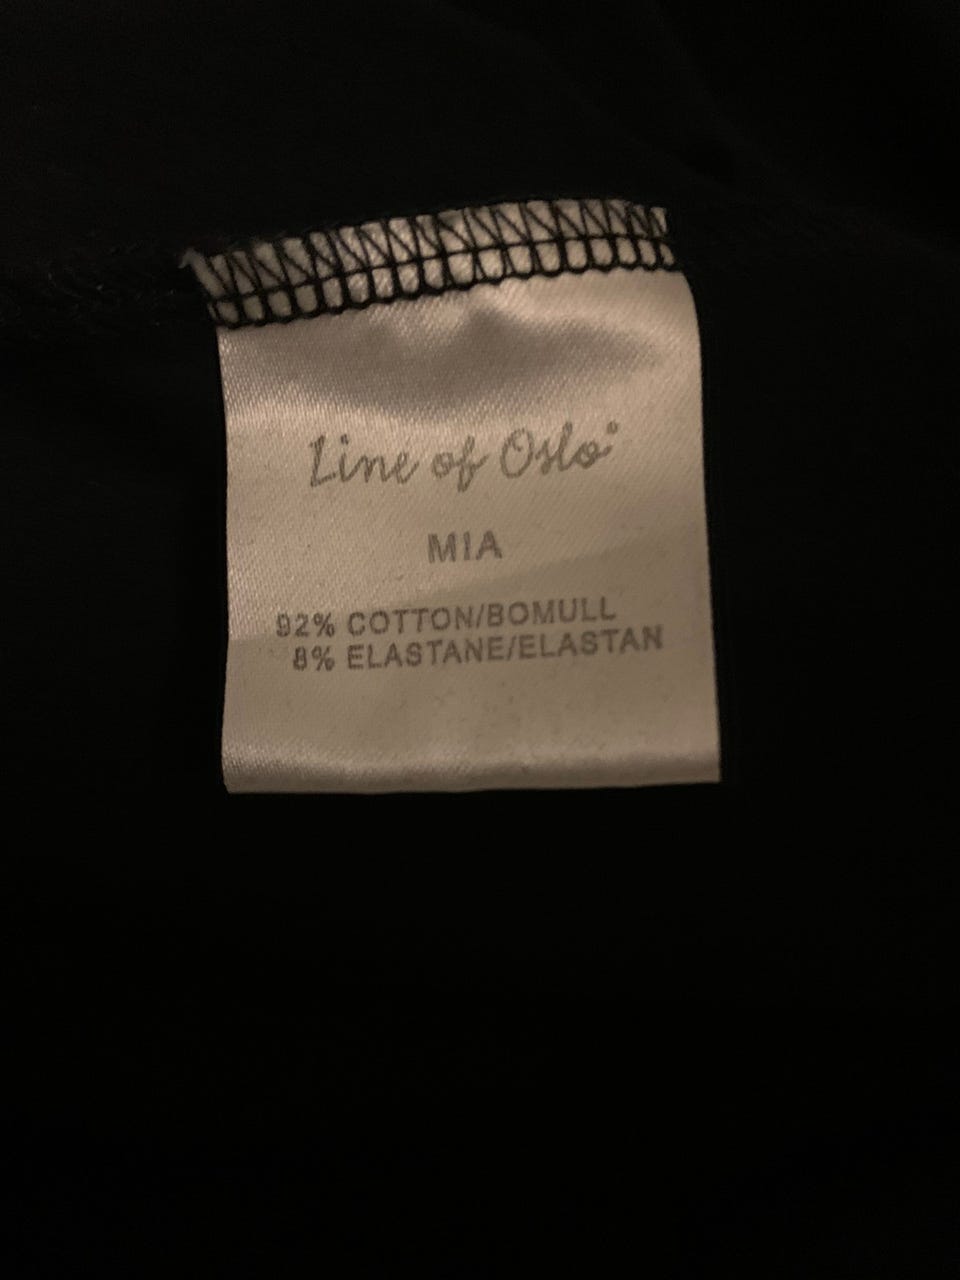 Line of Oslo
MIA
92% COTTON/BOMULL
8% ELASTANE/ELASTAN